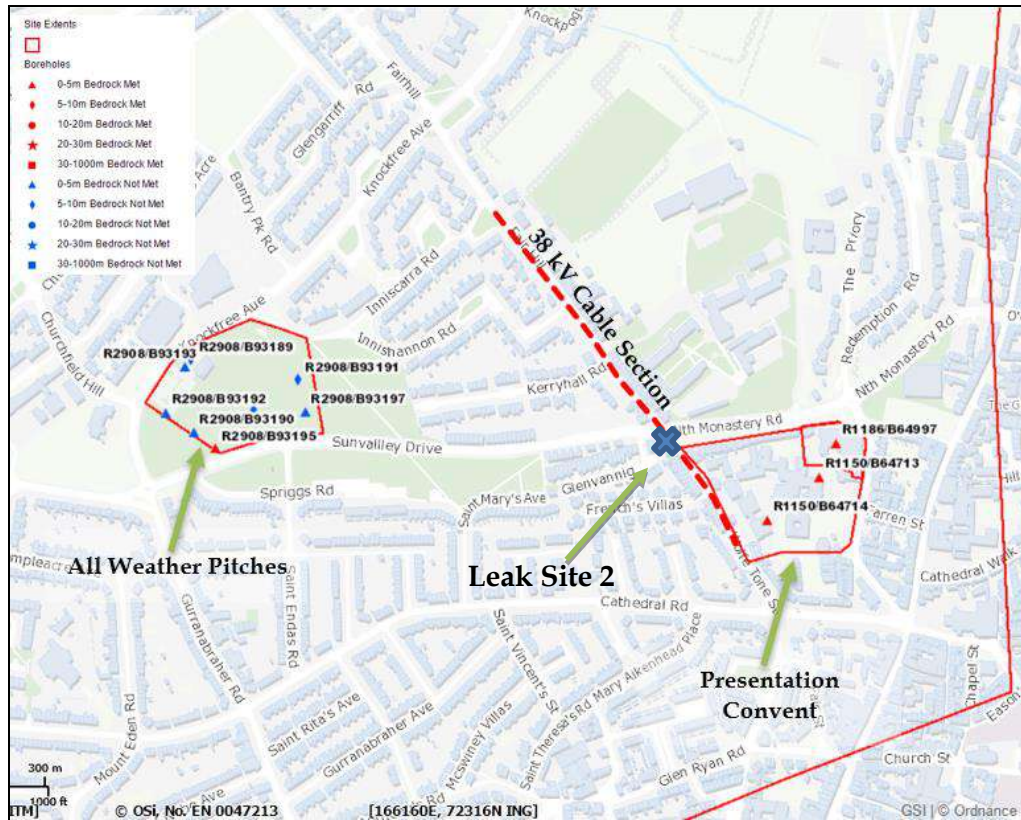 Site Extents
Boreholes
0-5m Bedrock Met
5-10m Bedrock Met
10-20m Bedrock Met
20-30m Bedrock Met
30-1000m Bedrock Met
0-5m Bedrock Not Met
5-10m Bedrock Not Met
10-20m Bedrock Not Met
20-30m Bedrock Not Met
30-1000m Bedrock Not Met
Fairhill
Glengarriff Rd
Knockfree Ave
Acre
Bantry Pk Rd
Inniscarra Rd
Innishannon Rd
Kerryhall Rd
38 kV Cable Section
The Priory
Redemption Rd
Nth Monastery Rd
Churchfield Hill
Knockfree Aue
R2908/B93193
R2908/B93189
R2908/B93191
R2908/B93192
R2908/B93197
R2908/B93190
R2908/B93195
Sunvalley Drive
Nth Monastery Rd
R1186/B64997
R1150/B64713
R1150/B64714
Spriggs Rd
Saint Mary's Ave
Glenvannig
French's Villas
All Weather Pitches
Leak Site 2
Farren St
Cathedral Walk
Tone St
Cathedral Rd
Saint Endas Rd
Gurranabraher Rd
Saint Vincent's St
Mary Aikenhead Place
Saint Theresa's Rd
Presentation
Convent
Chapel St
Mount Eden Rd
Saint Rita's Ave
Gurranabraher Ave
McSwiney Villas
Glen Ryan Rd
Church St
300 m
1000 ft
ITM]
© OSi, No. EN 0047213
[166160E, 72316N ING]
GSI | © Ordnance